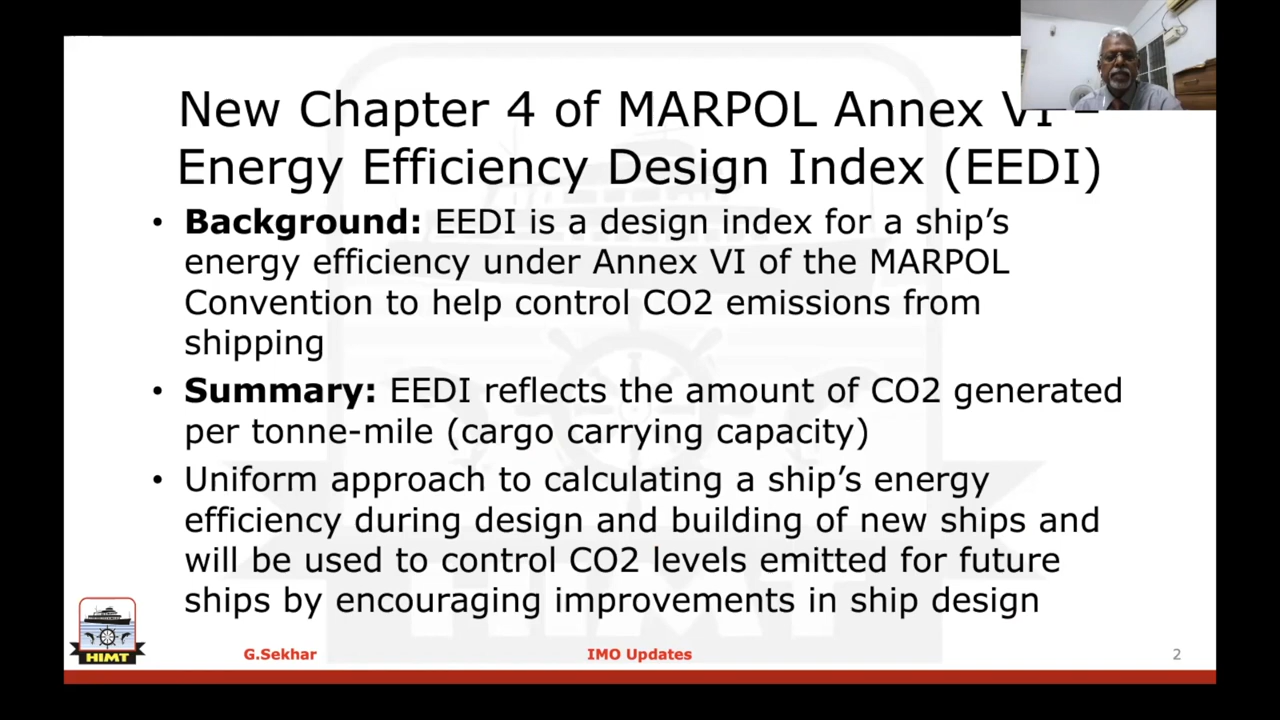 New Chapter 4 of MARPOL Annex VI –
Energy Efficiency Design Index (EEDI)
• Background: EEDI is a design index for a ship’s
energy efficiency under Annex VI of the MARPOL
Convention to help control CO2 emissions from
shipping
• Summary: EEDI reflects the amount of CO2 generated
per tonne-mile (cargo carrying capacity)
• Uniform approach to calculating a ship’s energy
efficiency during design and building of new ships and
will be used to control CO2 levels emitted for future
ships by encouraging improvements in ship design
HIMT
HIMT
G.Sekhar
IMO Updates
2